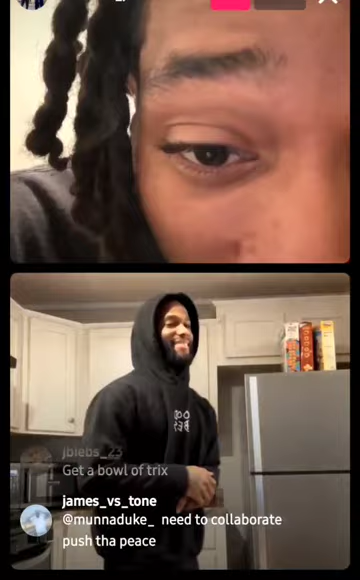 jbiebs_23
Get a bowl of trix
james_vs_tone
@munnaduke_ need to collaborate
push tha peace